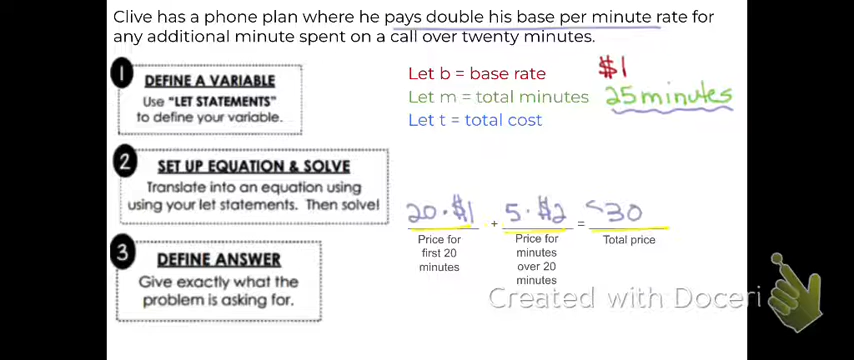 Clive has a phone plan where he pays double his base per minute rate for
any additional minute spent on a call over twenty minutes.
1
DEFINE A VARIABLE
Use "LET STATEMENTS"
to define your variable.
Let b = base rate
$1
Let m = total minutes
25 minutes
Let t = total cost
2
SET UP EQUATION & SOLVE
Translate into an equation using
using your let statements. Then solve!
20 · $1 + 5 · $2 = 30
Price for
first 20
minutes
Price for
minutes
over 20
minutes
Total price
3
DEFINE ANSWER
Give exactly what the
problem is asking for.
Created with Doceri